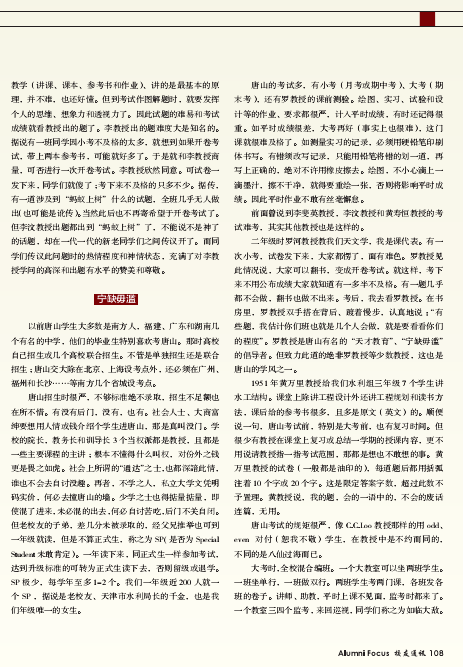 教学（讲课、课本、参考书和作业），讲的是最基本的原
理，并不难，也还好懂。但到考试作图解题时，就要发挥
个人的思维、想象力和透视力了。因此试题的难易和考试
成绩就看教授出的题了。李教授出的题难度大是知名的。
据说有一班同学因小考不及格的太多，就想到如果开卷考
试，带上两本参考书，可能就好多了。于是就和李教授商
量，可否进行一次开卷考试。李教授欣然同意。可试卷一
发下来，同学们就傻了；考下来不及格的只多不少。据传，
有一道涉及到“蚂蚁上树”什么的试题，全班几乎无人做
出(也可能是讹传)。当然此后也不再寄希望于开卷考试了。
但李汶教授出题都出到“蚂蚁上树”了，不能说不是神了
的话题，却在一代一代的新老同学们之间传议开了。而同
学们传议此间题时的热情程度和神情状态，充满了对李教
授学问的高深和出题有水平的赞美和尊敬。
宁缺毋滥
以前唐山学生大多数是南方人，福建、广东和湖南几
个有名的中学，他们的毕业生特别喜欢考唐山。那时高校
自己招生或几个高校联合招生。不管是单独招生还是联合
招生；唐山交大除在北京、上海设考点外，还必须在广州、
福州和长沙……等南方几个省城设考点。
唐山招生时很严，不够标准绝不录取，招生不足额也
在所不惜。有没有后门，没有，也有。社会人士、大商富
绅要想用人情或钱介绍个学生进唐山，那是真叫没门。学
校的院长、教务长和训导长 3 个当权派都是教授，且都是
一些主要课程的主讲；根本不懂得什么叫权，对份外之钱
更是畏之如虎。社会上所谓的“通达”之士，也都深谙此情，
谁也不会去自讨没趣。再者，不学之人，私立大学文凭明
码实价，何必去撞唐山的墙。少学之士也得掂量掂量，即
使混了进来，未必混的出去，何必自讨苦吃，后门不关自闭。
但老校友的子弟，差几分未被录取的，经父兄推举也可到
一年级就读，但是不算正式生，称之为 SP( 是否为 Special
Student 未敢肯定)。一年读下来，同正式生一样参加考试，
达到升级标准的可转为正式生读下去，否则留级或退学。
SP 极少，每学年至多 1-2 个。我们一年级近 200 人就一
个 SP，据说是老校友、天津市水利局长的千金，也是我
们年级唯一的女生。
唐山的考试多，有小考（月考或期中考）、大考（期
末考），还有罗教授的课前测验。绘图、实习、试验和设
计等的作业，要求都很严，计入平时成绩，有时还记得很
重。如平时成绩很差，大考再好（事实上也很难），这门
课就很难及格了。如测量实习的记录，必须用硬铅笔印刷
体书写。有错须改写记录，只能用铅笔将错的划一道，再
写上正确的，绝对不许用橡皮擦去。绘图，不小心滴上一
滴墨汁，擦不干净，就得要重绘一张，否则将影响平时成
绩。因此平时作业不敢有丝毫懈怠。
前面曾说到李斐英教授、李汶教授和黄寿恒教授的考
试难考，其实其他教授也是这样的。
二年级时罗河教授教我们天文学，我是课代表。有一
次小考，试卷发下来，大家都愣了，面有难色。罗教授见
此情况说，大家可以翻书，变成开卷考试。就这样，考下
来不用公布成绩大家就知道有一多半不及格。有一题几乎
都不会做，翻书也做不出来。考后，我去看罗教授。在书
房里，罗教授双手搭在背后，踱着慢步，认真地说：“有
些题，我估计你们班也就是几个人会做，就是要看看你们
的程度”。罗教授是唐山有名的 “天才教育”、“宁缺毋滥”
的倡导者。但致力此道的绝非罗教授等少数教授，这也是
唐山的学风之一。
1951 年黄万里教授给我们水利组三年级 7 个学生讲
水工结构。课堂上除讲工程设计外还讲工程规划和读书方
法，课后给的参考书很多，且多是原文（英文）的。顺便
说一句，唐山考试前，特别是大考前，也有复习时间。但
很少有教授在课堂上复习或总结一学期的授课内容，更不
用说请教授指一指考试范围，那都是想也不敢想的事。黄
万里教授的试卷（一般都是油印的），每道题后都用括弧
注着 10 个字或 20 个字。这是限定答案字数，超过此数不
予置理。黄教授说，我的题，会的一语中的，不会的废话
连篇，无用。
唐山考试的规矩很严，像 C.C.Loo 教授那样的用 odd、
even 对付（恕我不敬）学生，在教授中是不约而同的，
不同的是八仙过海而已。
大考时，全校混合编班。一个大教室可以坐两班学生。
一班坐单行，一班做双行。两班学生考两门课，各班发各
班的卷子。讲师、助教，平时上课不见面，监考时都来了。
一个教室三四个监考，来回巡视，同学们称之为如临大敌。
Alumni Focus 校友通讯 108